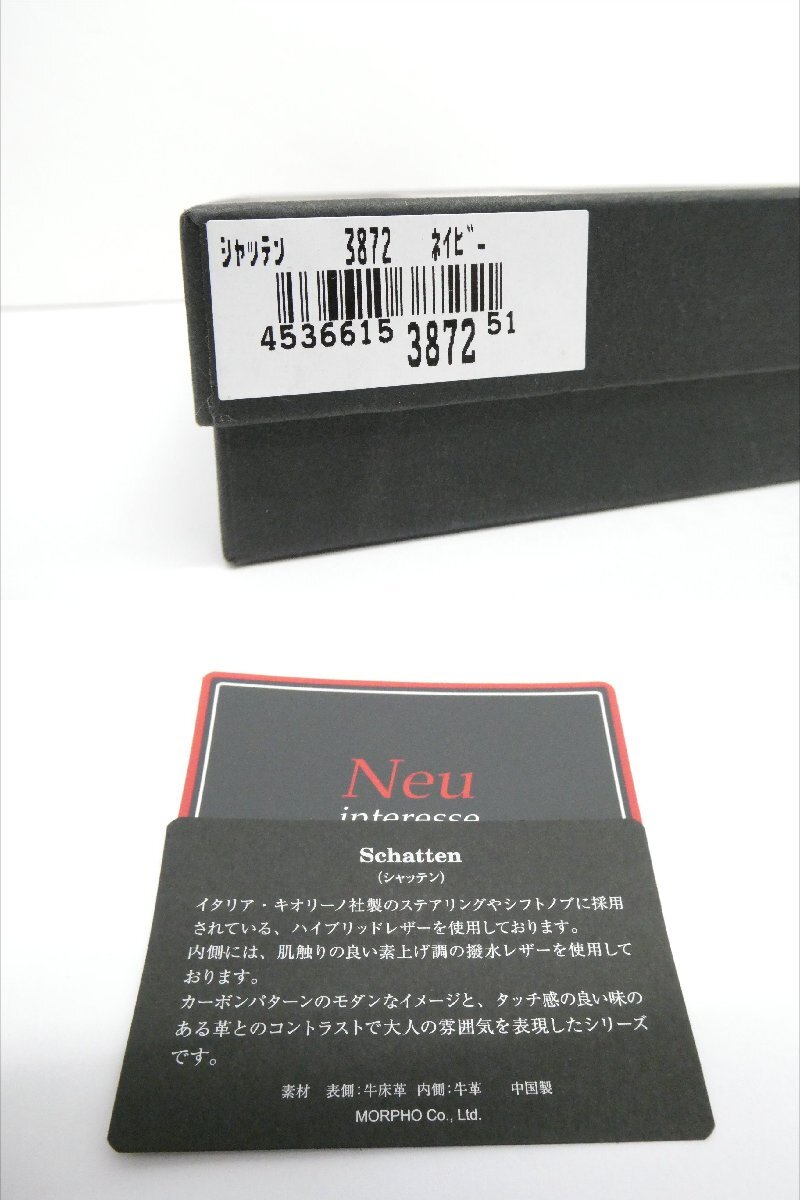 シャッテン 3872 ネイビー
4536615 3872 51
Neu
interesse
Schatten
(シャッテン)
イタリア・キオリーノ社製のステアリングやシフトノブに採用
されている、ハイブリッドレザーを使用しております。
内側には、肌触りの良い素上げ調の撥水レザーを使用して
おります。
カーボンパターンのモダンなイメージと、タッチ感の良い味の
ある革とのコントラストで大人の雰囲気を表現したシリーズ
です。
素材 表側：牛床革 内側：牛革 中国製
MORPHO Co., Ltd.